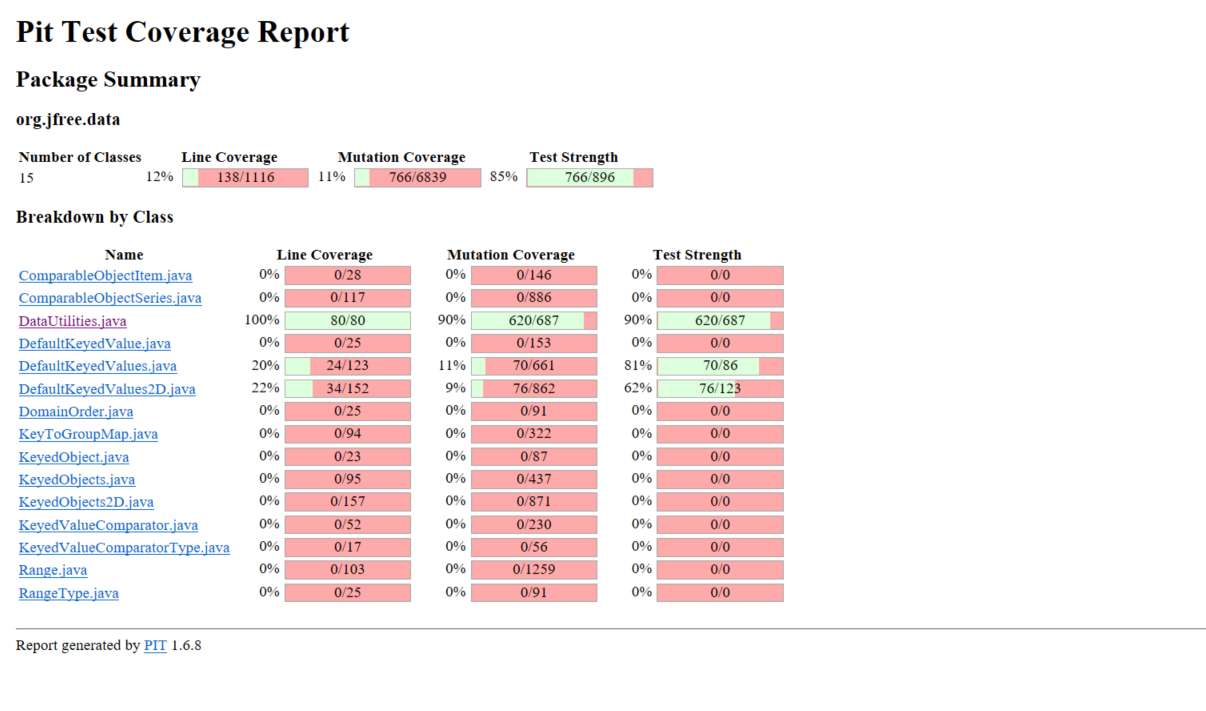 Pit Test Coverage Report
Package Summary
org.jfree.data
Number of Classes Line Coverage Mutation Coverage Test Strength
15 12% 138/1116 11% 766/6839 85% 766/896
Breakdown by Class
Name Line Coverage Mutation Coverage Test Strength
ComparableObjectItem.java 0% 0/28 0% 0/146 0% 0/0
ComparableObjectSeries.java 0% 0/117 0% 0/886 0% 0/0
DataUtilities.java 100% 80/80 90% 620/687 90% 620/687
DefaultKeyedValue.java 0% 0/25 0% 0/153 0% 0/0
DefaultKeyedValues.java 20% 24/123 11% 70/661 81% 70/86
DefaultKeyedValues2D.java 22% 34/152 9% 76/862 62% 76/123
DomainOrder.java 0% 0/25 0% 0/91 0% 0/0
KeyToGroupMap.java 0% 0/94 0% 0/322 0% 0/0
KeyedObject.java 0% 0/23 0% 0/87 0% 0/0
KeyedObjects.java 0% 0/95 0% 0/437 0% 0/0
KeyedObjects2D.java 0% 0/157 0% 0/871 0% 0/0
KeyedValueComparator.java 0% 0/52 0% 0/230 0% 0/0
KeyedValueComparatorType.java 0% 0/17 0% 0/56 0% 0/0
Range.java 0% 0/103 0% 0/1259 0% 0/0
RangeType.java 0% 0/25 0% 0/91 0% 0/0
Report generated by PIT 1.6.8